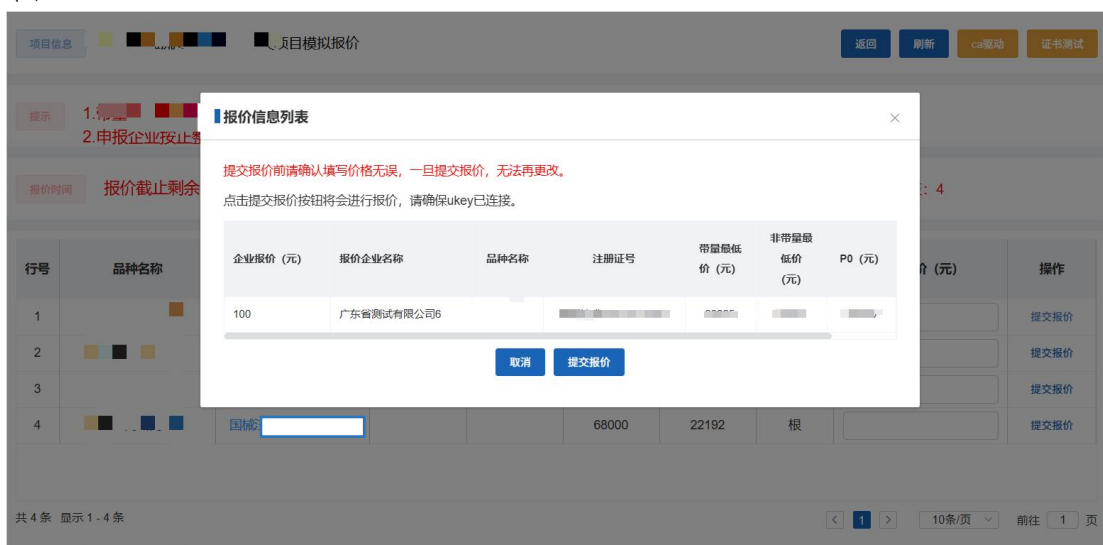 项目信息
项目模拟报价
返回
刷新
ca驱动
证书测试
提示
1.
2.申报企业按止
报价信息列表
提交报价前请确认填写价格无误，一旦提交报价，无法再更改。
点击提交报价按钮将会进行报价，请确保ukey已连接。
报价时间
报价截止剩余
: 4
企业报价（元）
报价企业名称
品种名称
注册证号
带量最低
价（元）
非带量最
低价
（元）
P0（元）
100
广东省测试有限公司6
取消
提交报价
行号
品种名称
（元）
操作
1
提交报价
2
提交报价
3
提交报价
4
国械
68000
22192
根
提交报价
共 4 条 显示 1 - 4 条
1
10条/页
前往 1 页